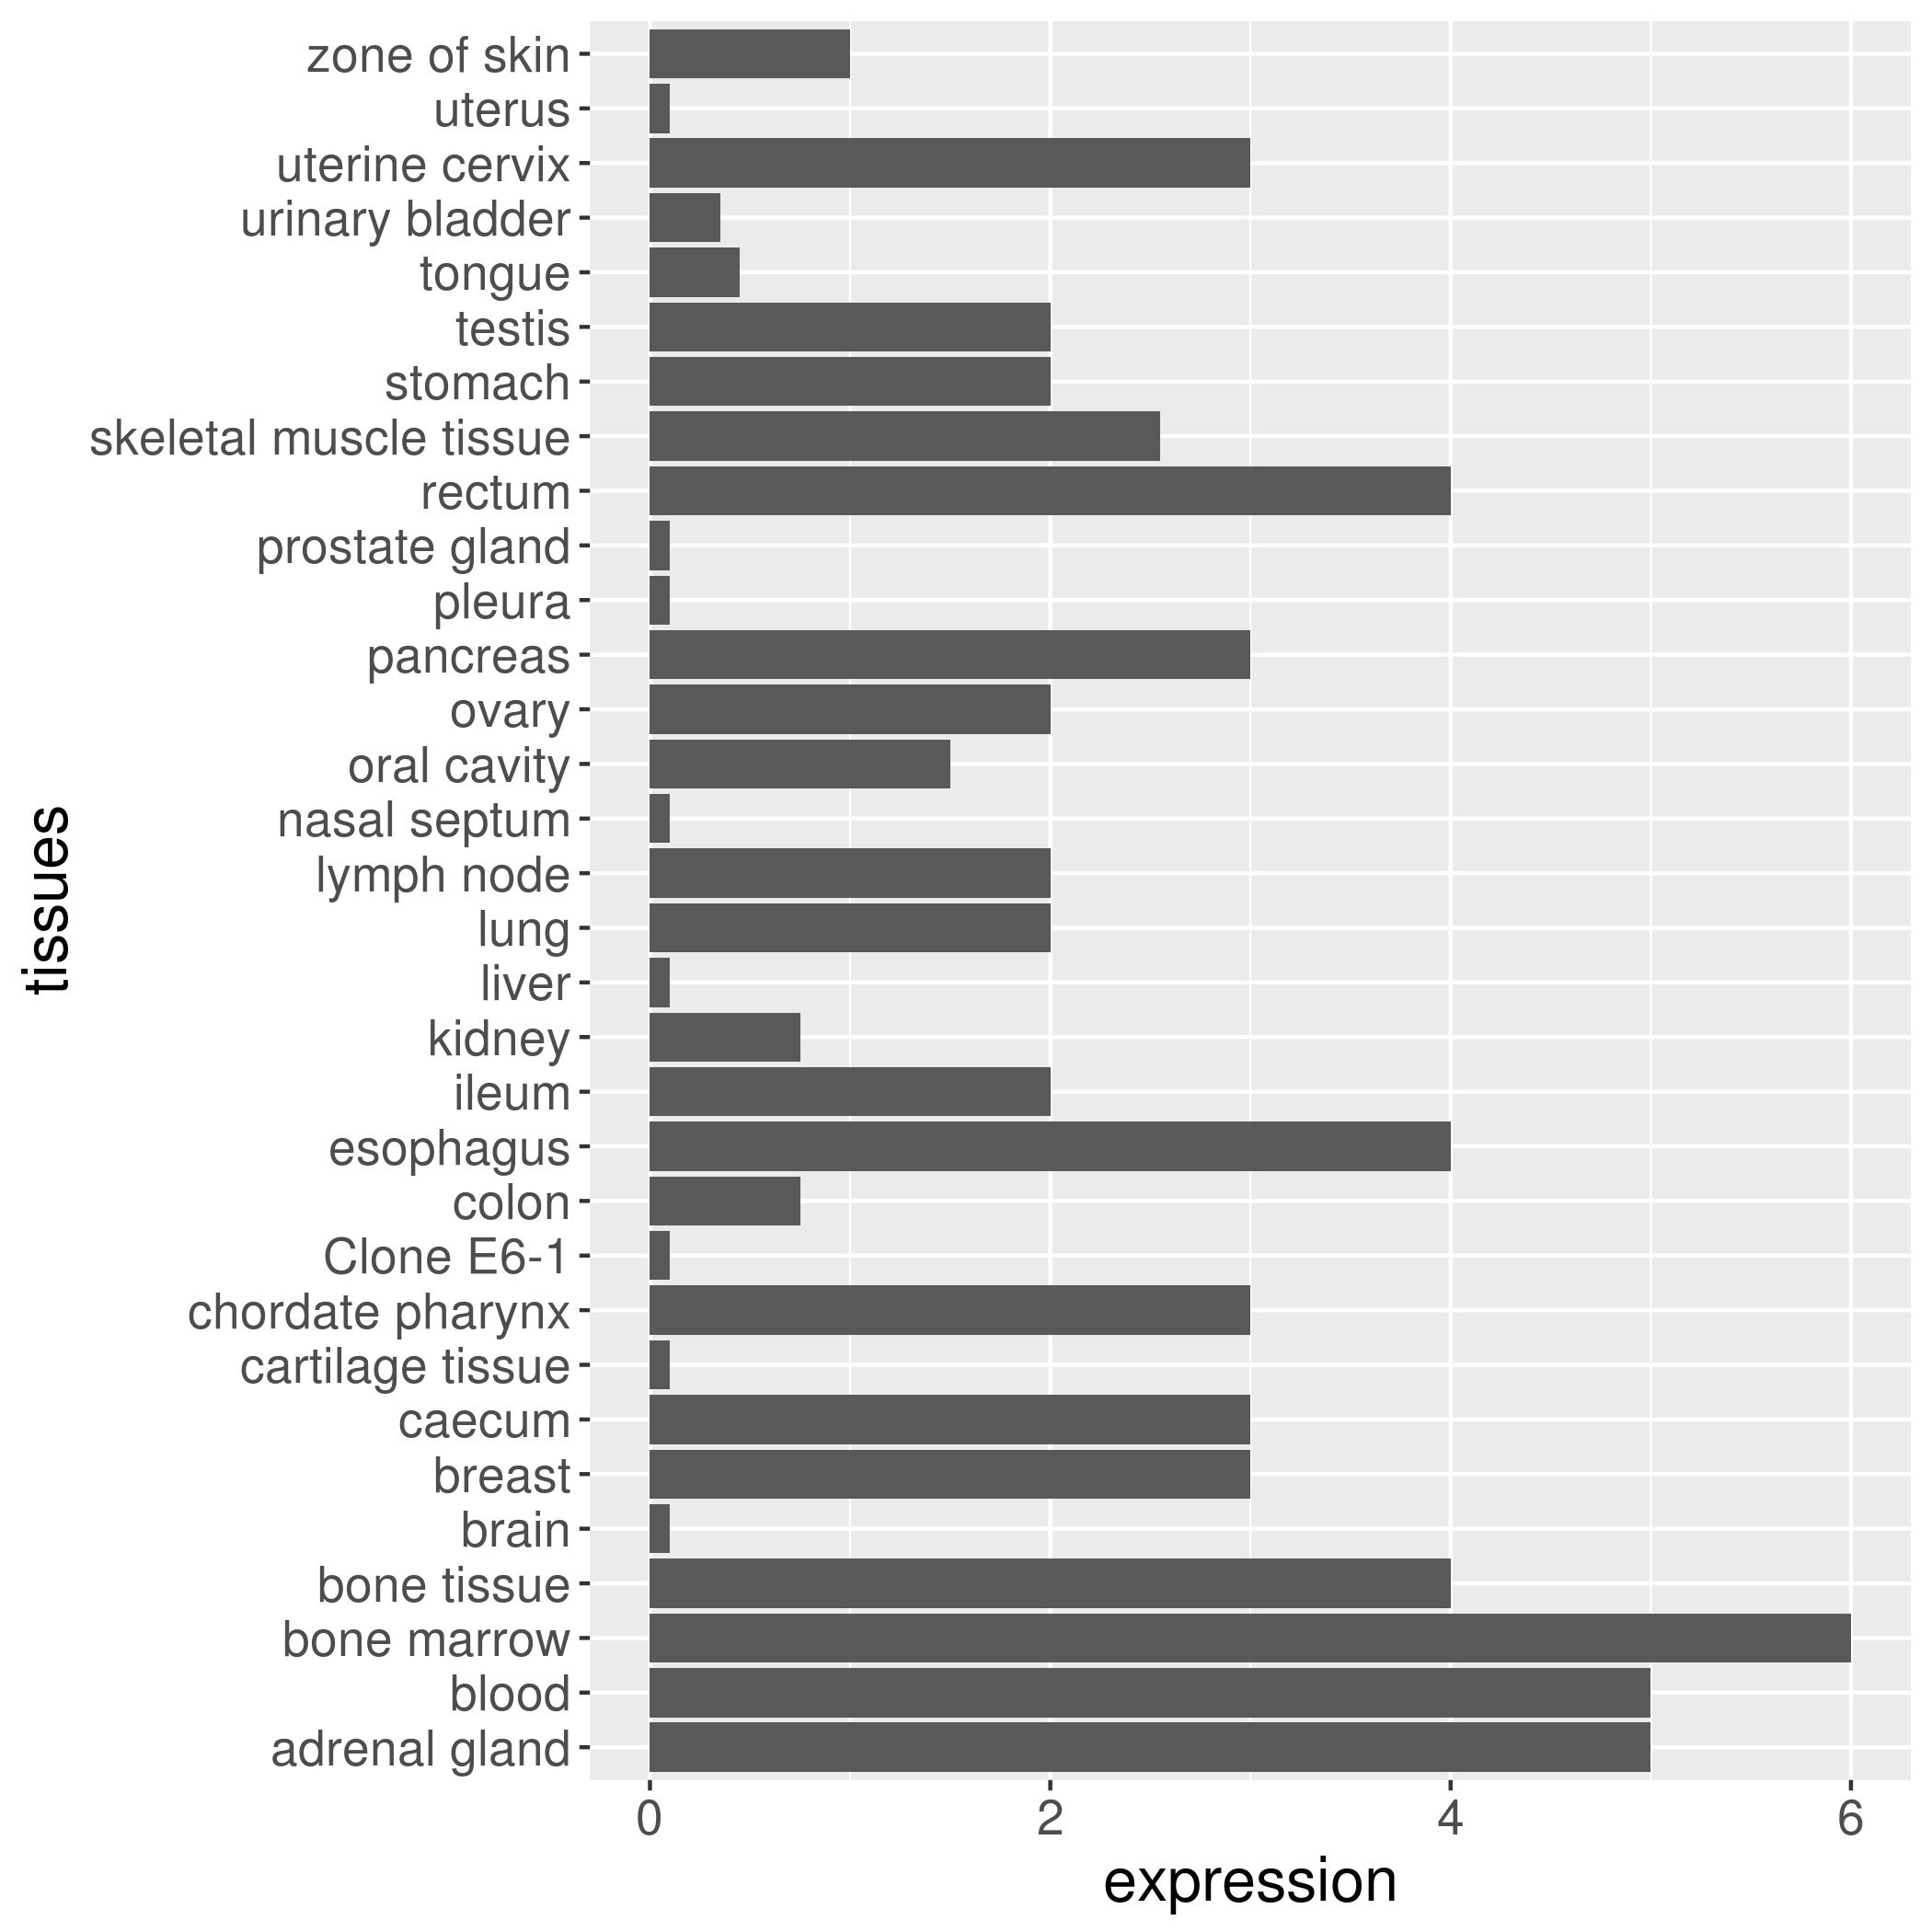 zone of skin
uterus
uterine cervix
urinary bladder
tongue
testis
stomach
skeletal muscle tissue
rectum
prostate gland
pleura
pancreas
ovary
oral cavity
nasal septum
lymph node
lung
liver
kidney
ileum
esophagus
colon
Clone E6-1
chordate pharynx
cartilage tissue
caecum
breast
brain
bone tissue
bone marrow
blood
adrenal gland
tissues
0 2 4 6
expression